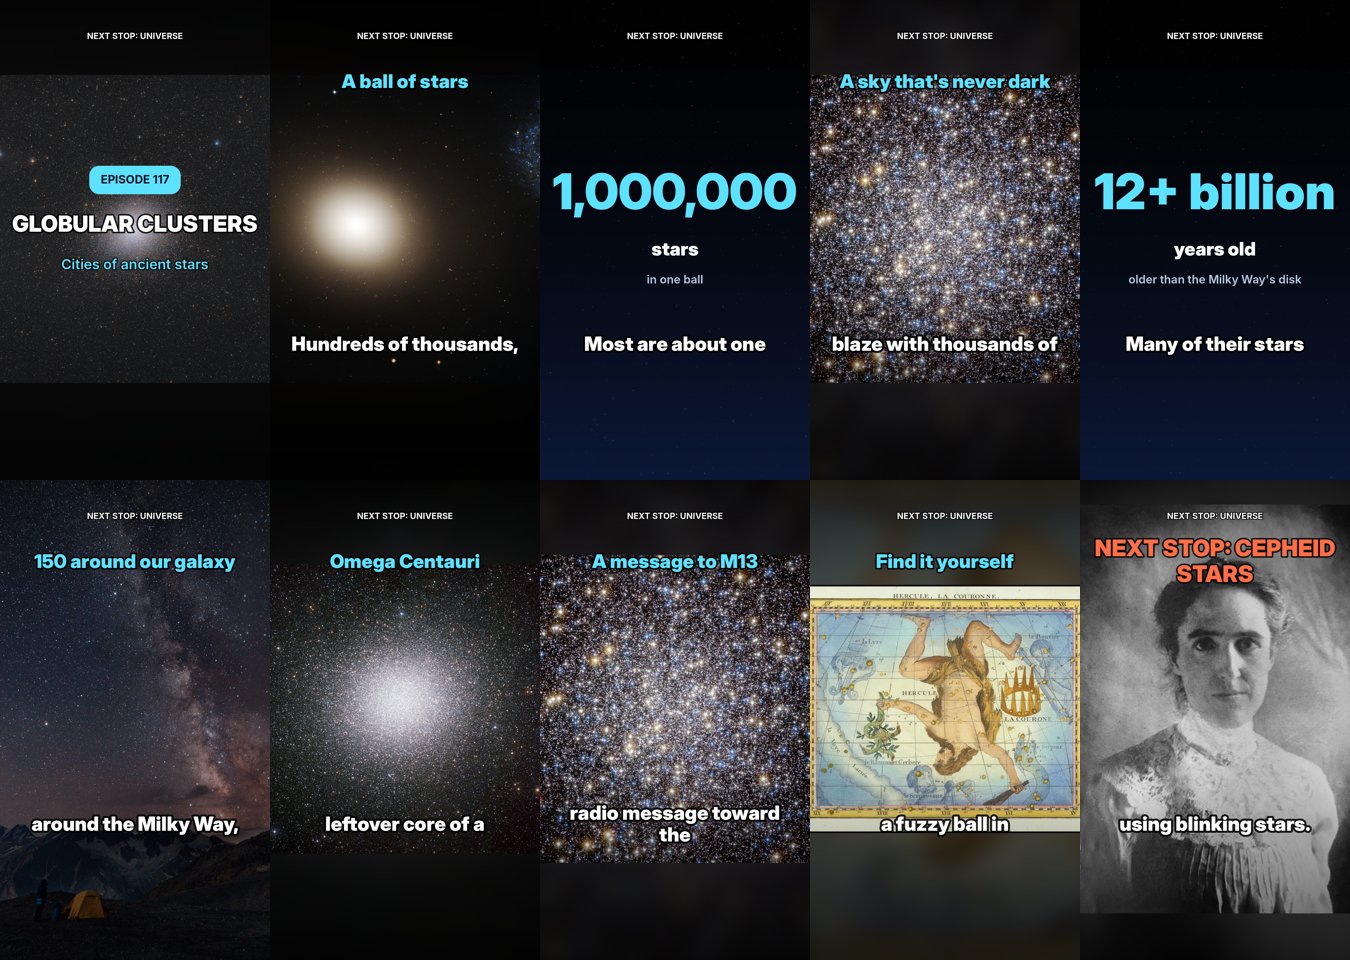 NEXT STOP: UNIVERSE
EPISODE 117
GLOBULAR CLUSTERS
Cities of ancient stars
NEXT STOP: UNIVERSE
A ball of stars
Hundreds of thousands,
NEXT STOP: UNIVERSE
1,000,000
stars
in one ball
Most are about one
NEXT STOP: UNIVERSE
A sky that's never dark
blaze with thousands of
NEXT STOP: UNIVERSE
12+ billion
years old
older than the Milky Way's disk
Many of their stars
NEXT STOP: UNIVERSE
150 around our galaxy
around the Milky Way,
NEXT STOP: UNIVERSE
Omega Centauri
leftover core of a
NEXT STOP: UNIVERSE
A message to M13
radio message toward
the
NEXT STOP: UNIVERSE
Find it yourself
HERCULE, LA COURONNE.
HERCULE
LA COURONNE
a fuzzy ball in
NEXT STOP: UNIVERSE
NEXT STOP: CEPHEID
STARS
using blinking stars.